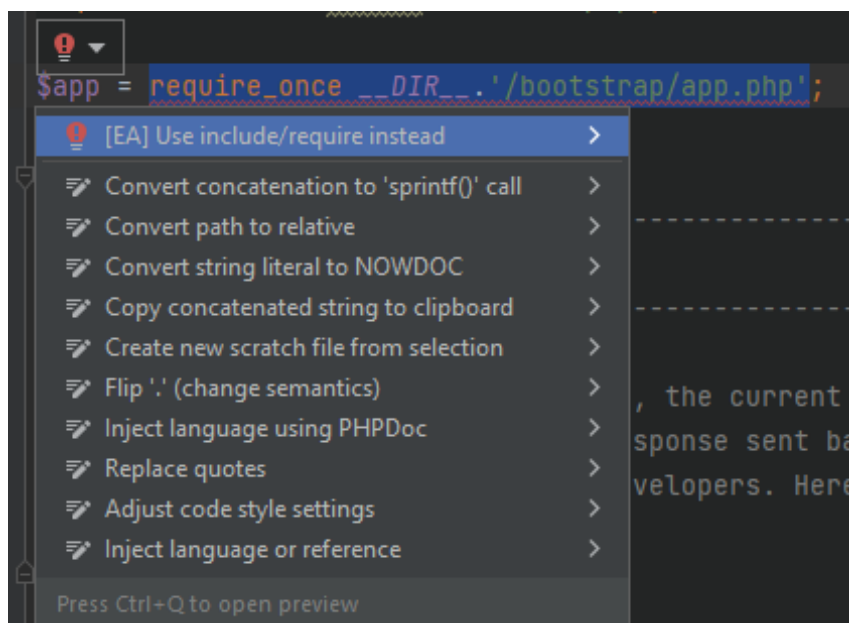 $app = require_once __DIR__.'/bootstrap/app.php';
[EA] Use include/require instead
Convert concatenation to 'sprintf()' call
Convert path to relative
---------------
Convert string literal to NOWDOC
Copy concatenated string to clipboard
---------------
Create new scratch file from selection
Flip '.' (change semantics)
, the current
Inject language using PHPDoc
sponse sent ba
Replace quotes
velopers. Here
Adjust code style settings
Inject language or reference
Press Ctrl+Q to open preview